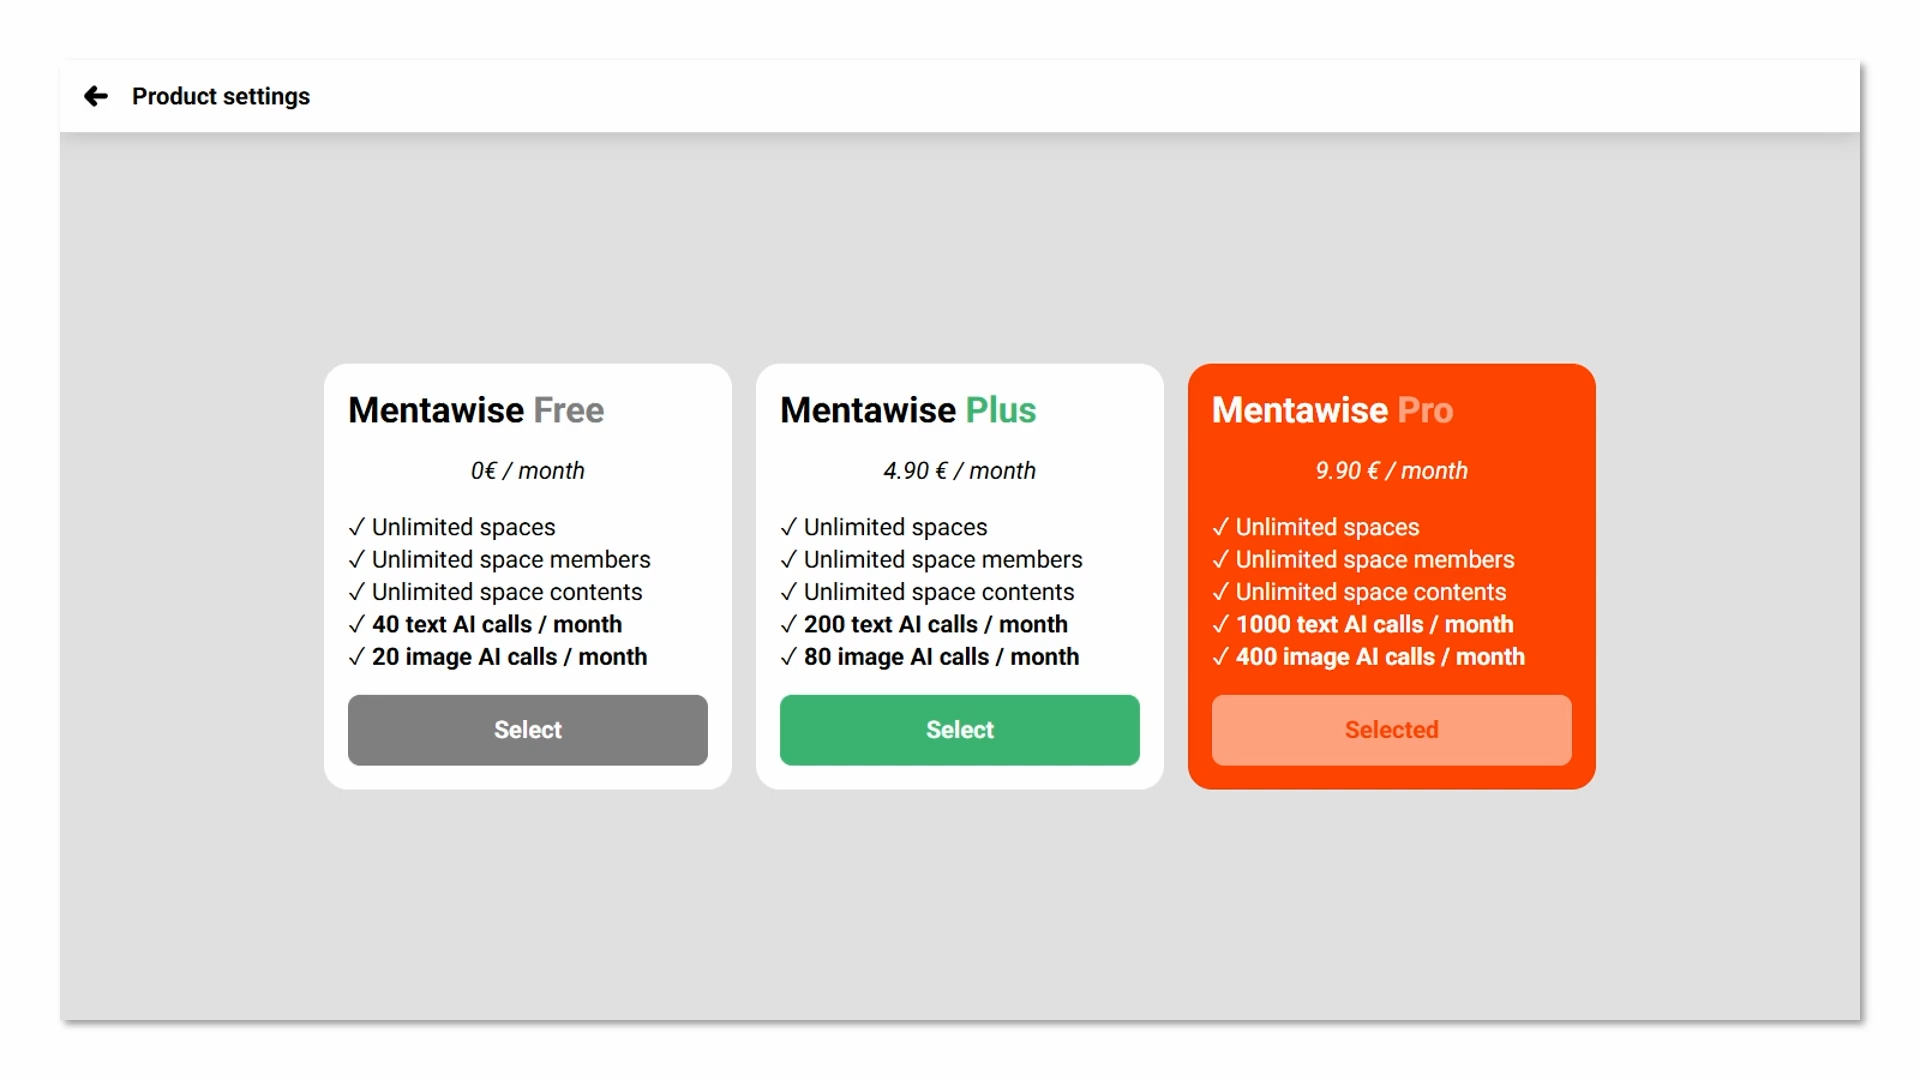 Product settings
Mentawise Free
0€ / month
✓ Unlimited spaces
✓ Unlimited space members
✓ Unlimited space contents
✓ 40 text AI calls / month
✓ 20 image AI calls / month
Select
Mentawise Plus
4.90 € / month
✓ Unlimited spaces
✓ Unlimited space members
✓ Unlimited space contents
✓ 200 text AI calls / month
✓ 80 image AI calls / month
Select
Mentawise Pro
9.90 € / month
✓ Unlimited spaces
✓ Unlimited space members
✓ Unlimited space contents
✓ 1000 text AI calls / month
✓ 400 image AI calls / month
Selected